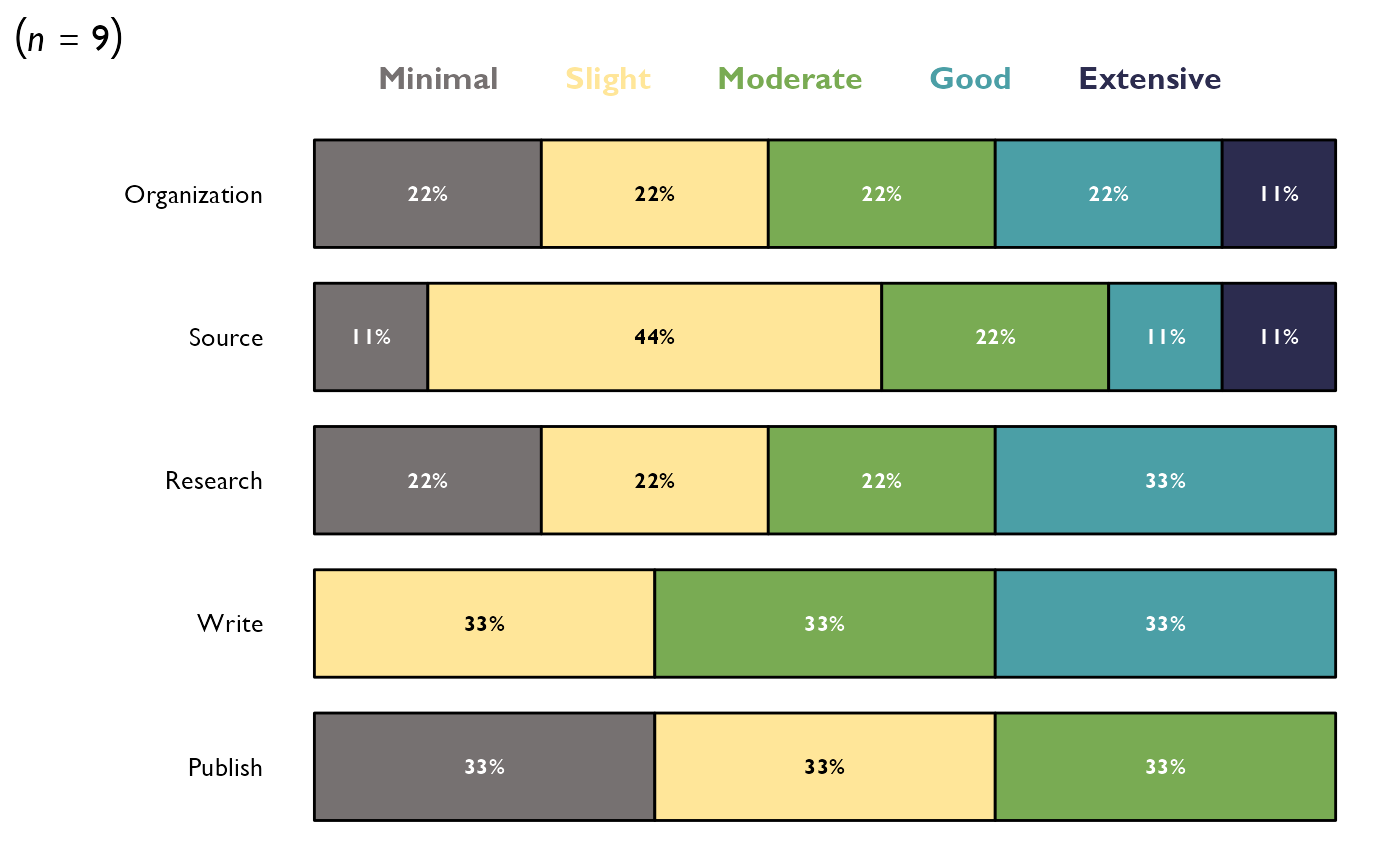 (n = 9)
Minimal Slight Moderate Good Extensive
Organization 22% 22% 22% 22% 11%
Source 11% 44% 22% 11% 11%
Research 22% 22% 22% 33%
Write 33% 33% 33%
Publish 33% 33% 33%